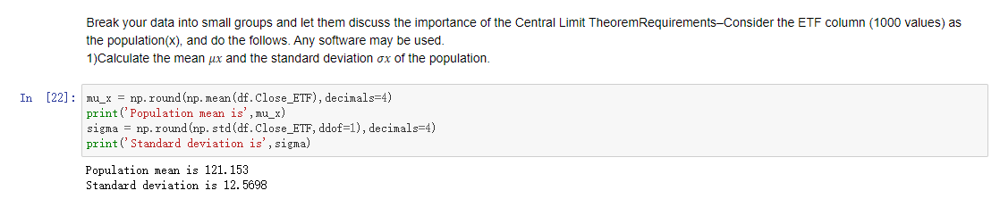 Break your data into small groups and let them discuss the importance of the Central Limit TheoremRequirements–Consider the ETF column (1000 values) as
the population(x), and do the follows. Any software may be used.
1)Calculate the mean μx and the standard deviation σx of the population.
In [22]: mu_x = np.round(np.mean(df.Close_ETF),decimals=4)
print('Population mean is',mu_x)
sigma = np.round(np.std(df.Close_ETF,ddof=1),decimals=4)
print('Standard deviation is',sigma)
Population mean is 121.153
Standard deviation is 12.5698